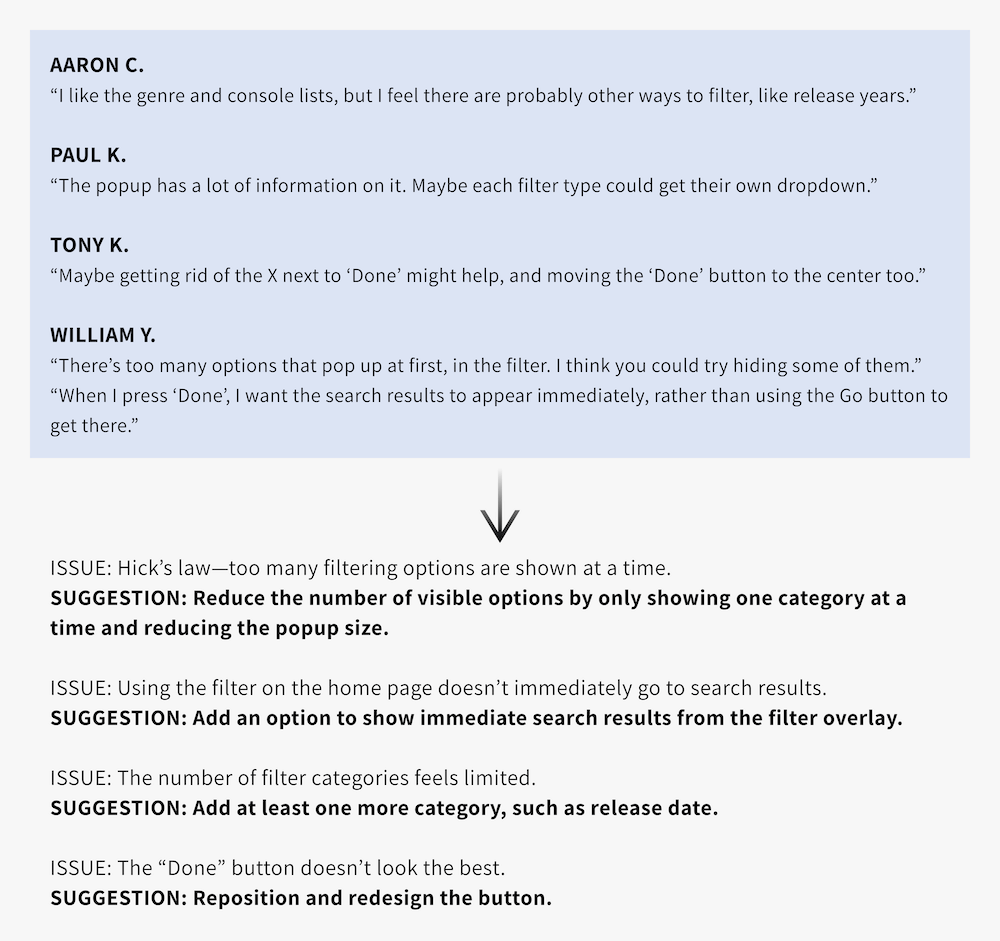 AARON C.
“I like the genre and console lists, but I feel there are probably other ways to filter, like release years.”
PAUL K.
“The popup has a lot of information on it. Maybe each filter type could get their own dropdown.”
TONY K.
“Maybe getting rid of the X next to ‘Done’ might help, and moving the ‘Done’ button to the center too.”
WILLIAM Y.
“There’s too many options that pop up at first, in the filter. I think you could try hiding some of them.”
“When I press ‘Done’, I want the search results to appear immediately, rather than using the Go button to
get there.”
ISSUE: Hick’s law—too many filtering options are shown at a time.
SUGGESTION: Reduce the number of visible options by only showing one category at a
time and reducing the popup size.
ISSUE: Using the filter on the home page doesn’t immediately go to search results.
SUGGESTION: Add an option to show immediate search results from the filter overlay.
ISSUE: The number of filter categories feels limited.
SUGGESTION: Add at least one more category, such as release date.
ISSUE: The “Done” button doesn’t look the best.
SUGGESTION: Reposition and redesign the button.